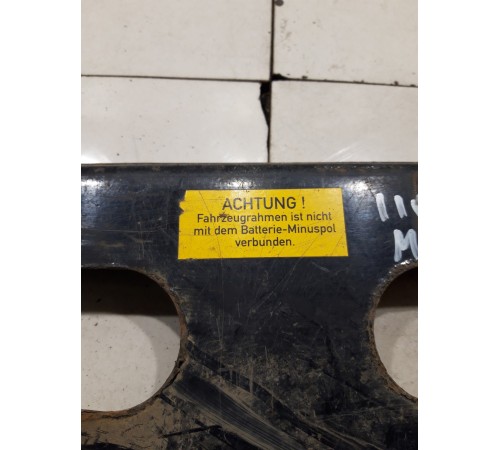 ACHTUNG !
Fahrzeugrahmen ist nicht
mit dem Batterie-Minuspol
verbunden.